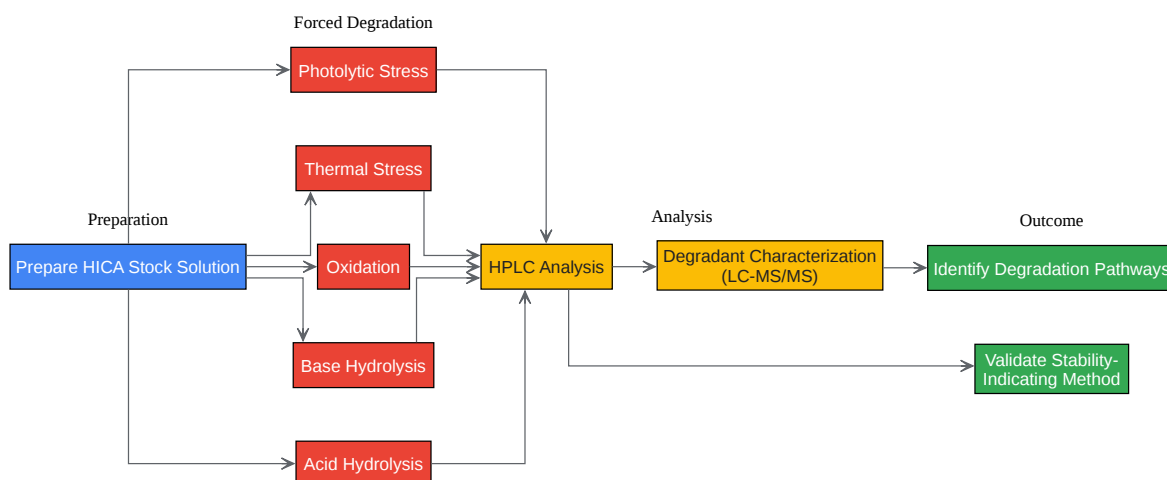 Forced Degradation
Photolytic Stress
Thermal Stress
Preparation
Analysis
Outcome
Prepare HICA Stock Solution
Oxidation
HPLC Analysis
Degradant Characterization
(LC-MS/MS)
Identify Degradation Pathways
Base Hydrolysis
Validate Stability-
Indicating Method
Acid Hydrolysis